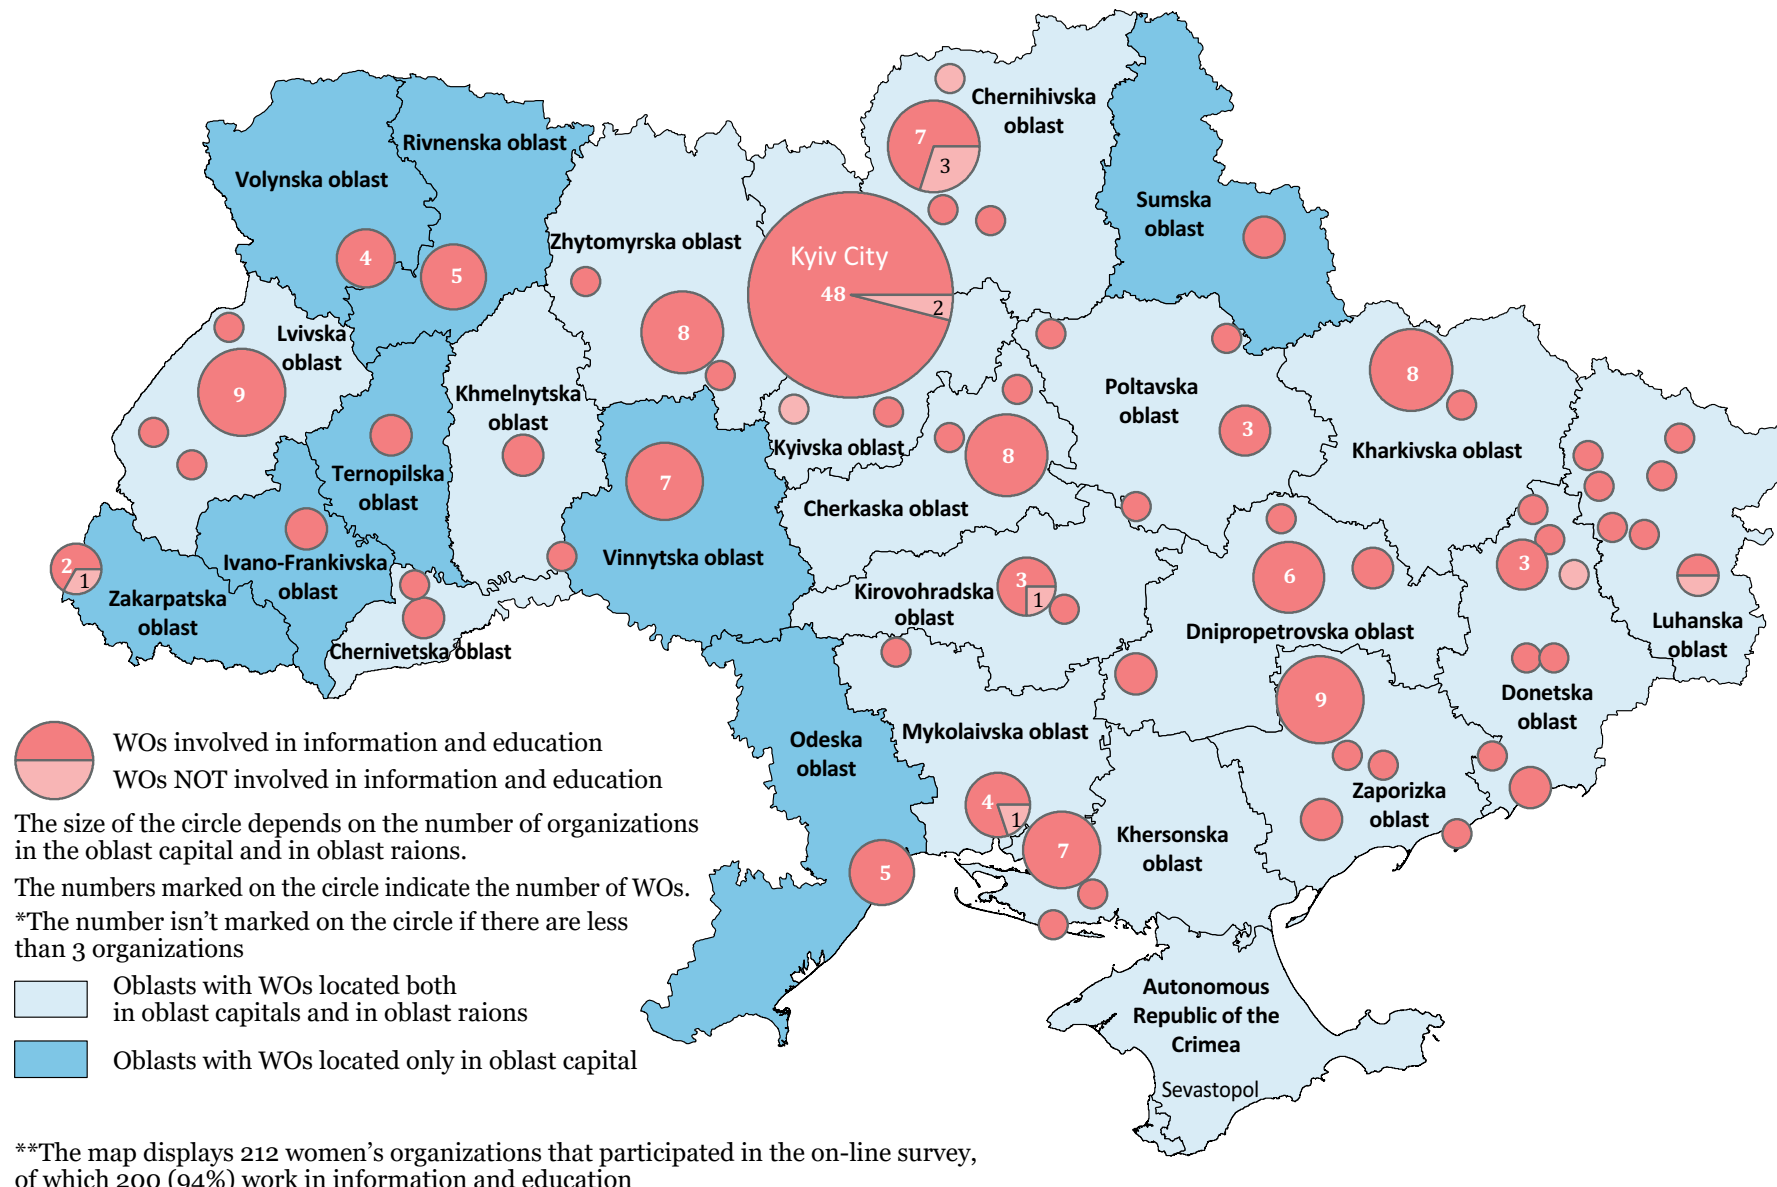 Chernihivska
oblast
7
3
Rivnenska oblast
Volynska oblast
4
5
Sumska
oblast
Zhytomyrska oblast
8
Kyiv City
48
2
Lvivska
oblast
9
Khmelnytska
oblast
Poltavska
oblast
3
8
Kharkivska oblast
Kyivska oblast
8
Cherkaska oblast
Ternopilska
oblast
7
Vinnytska oblast
Ivano-Frankivska
oblast
2
1
Zakarpatska
oblast
Chernivetska oblast
3
1
Kirovohradska
oblast
6
Dnipropetrovska oblast
3
Luhanska
oblast
Donetska
oblast
9
Mykolaivska oblast
Odeska
oblast
4
1
Zaporizka
oblast
Khersonska
oblast
7
5
Autonomous
Republic of the
Crimea
Sevastopol
WOs involved in information and education
WOs NOT involved in information and education
The size of the circle depends on the number of organizations
in the oblast capital and in oblast raions.
The numbers marked on the circle indicate the number of WOs.
*The number isn’t marked on the circle if there are less
than 3 organizations
Oblasts with WOs located both
in oblast capitals and in oblast raions
Oblasts with WOs located only in oblast capital
**The map displays 212 women’s organizations that participated in the on-line survey,
of which 200 (94%) work in information and education